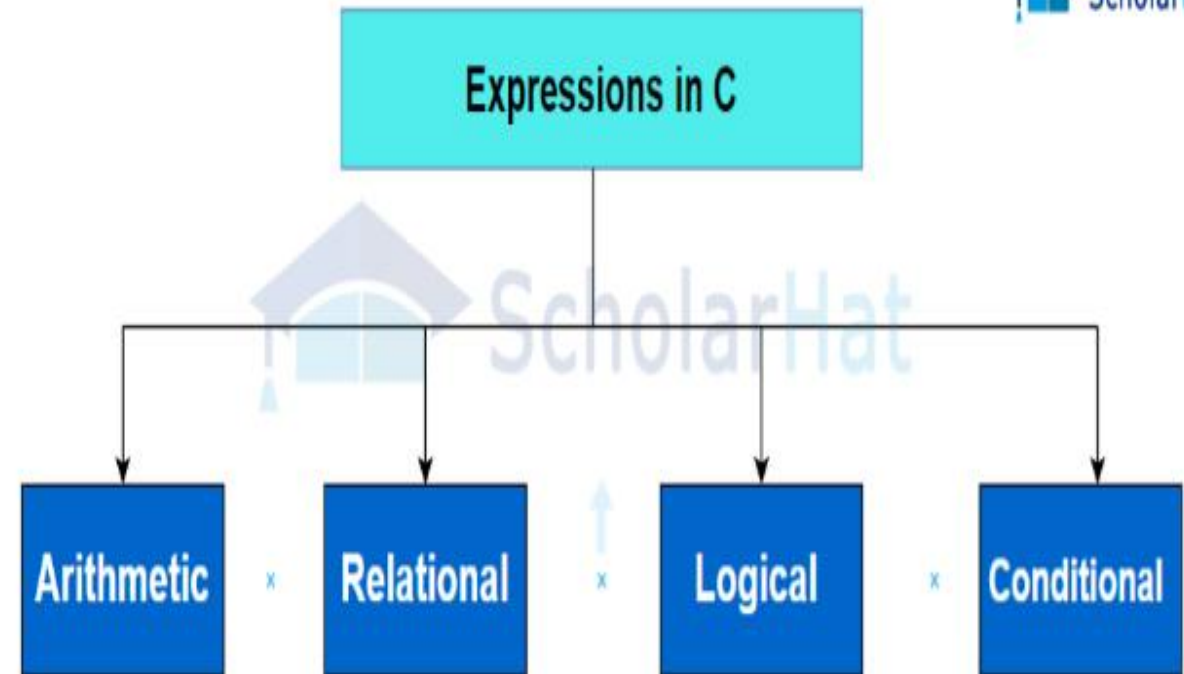 Expressions in C
ScholarHat
Arithmetic
Relational
Logical
Conditional
x
x
x